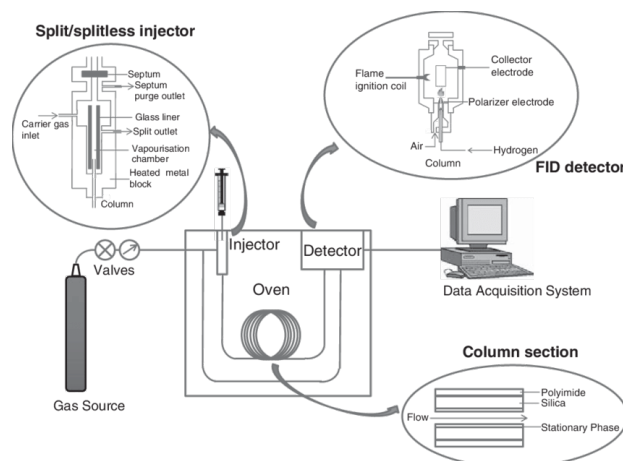 Split/splitless injector
Septum
Septum
purge outlet
Carrier gas
inlet
Glass liner
Split outlet
Vapourisation
chamber
Heated metal
block
Column
Flame
ignition coil
Collector
electrode
Polarizer electrode
Air
Hydrogen
Column
FID detector
Valves
Injector
Detector
Oven
Data Acquisition System
Gas Source
Column section
Polyimide
Silica
Flow
Stationary Phase